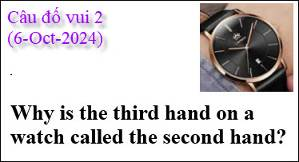 Câu đố vui 2
(6-Oct-2024)
.
Why is the third hand on a
watch called the second hand?